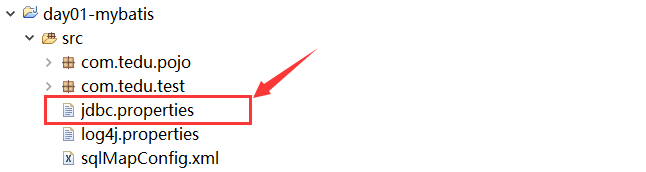 day01-mybatis
src
com.tedu.pojo
com.tedu.test
jdbc.properties
log4j.properties
sqlMapConfig.xml